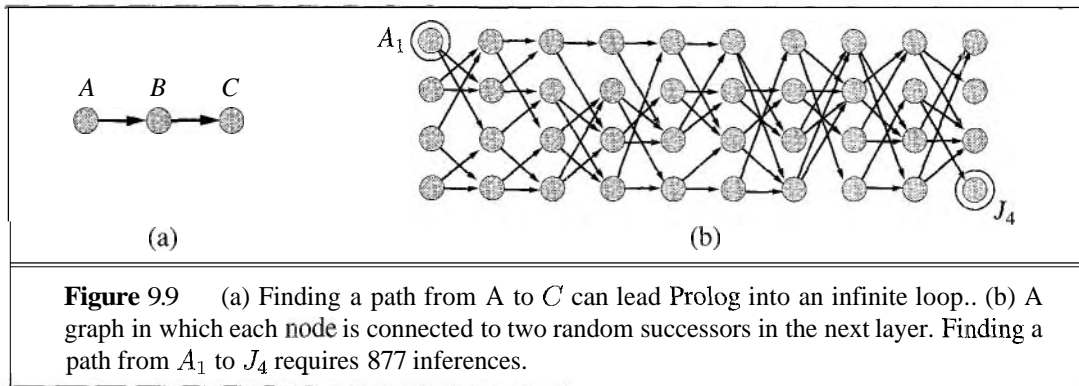 A B C
(a)
A1
J4
(b)
Figure 9.9 (a) Finding a path from A to C can lead Prolog into an infinite loop.. (b) A
graph in which each node is connected to two random successors in the next layer. Finding a
path from A1 to J4 requires 877 inferences.